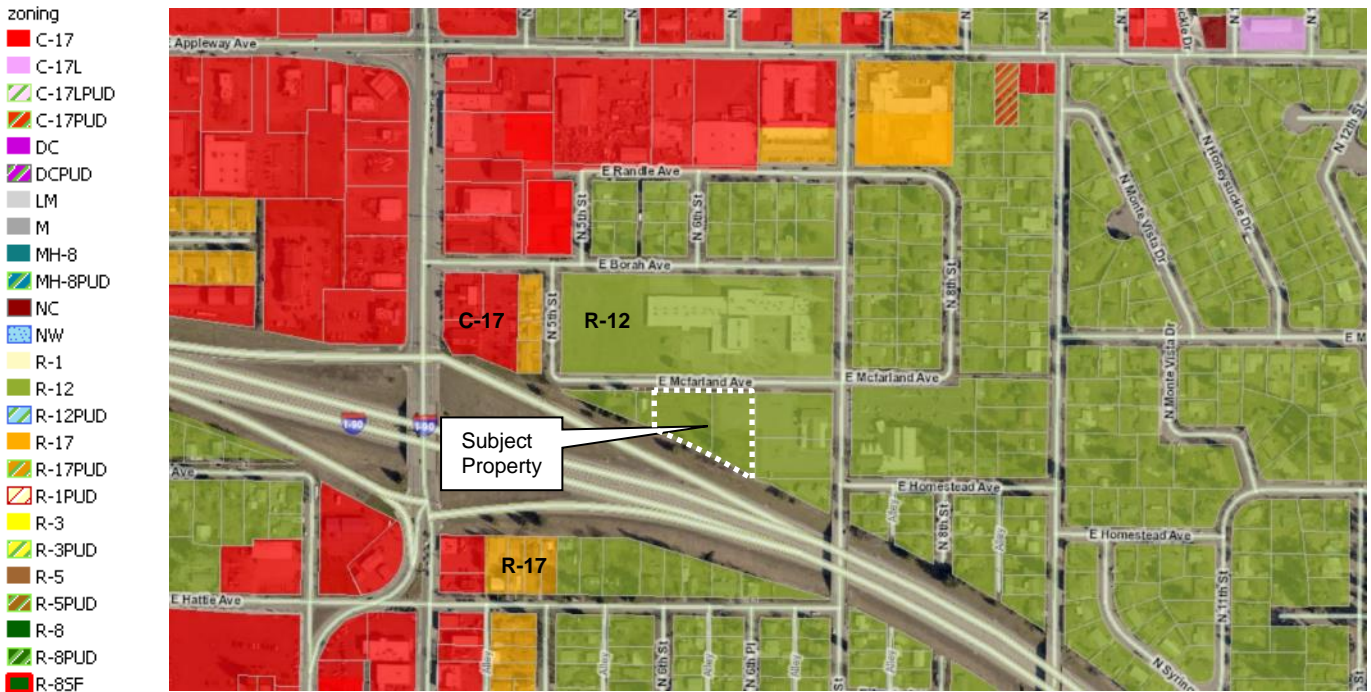 zoning
C-17
C-17L
C-17LPUD
C-17PUD
DC
DCPUD
LM
M
MH-8
MH-8PUD
NC
NW
R-1
R-12
R-12PUD
R-17
R-17PUD
R-1PUD
R-3
R-3PUD
R-5
R-5PUD
R-8
R-8PUD
R-8SF
E Appleway Ave
N
N
N
N
N
N
N
N 12th St
N Honeysuckle Dr
N Monte Vista Dr
E Randle Ave
N 5th St
N 6th St
E Borah Ave
N 8th St
C-17
N 5th St
R-12
E Mcfarland Ave
E Mcfarland Ave
E M
N Monte Vista Dr
I-90
I-90
Subject
Property
Ave
E Homestead Ave
Alley
N 8th St
Alley
E Homestead Ave
R-17
N 11th St
E Hattie Ave
Alley
Alley
N 6th St
Alley
N 6th Pl
Alley
N Syring